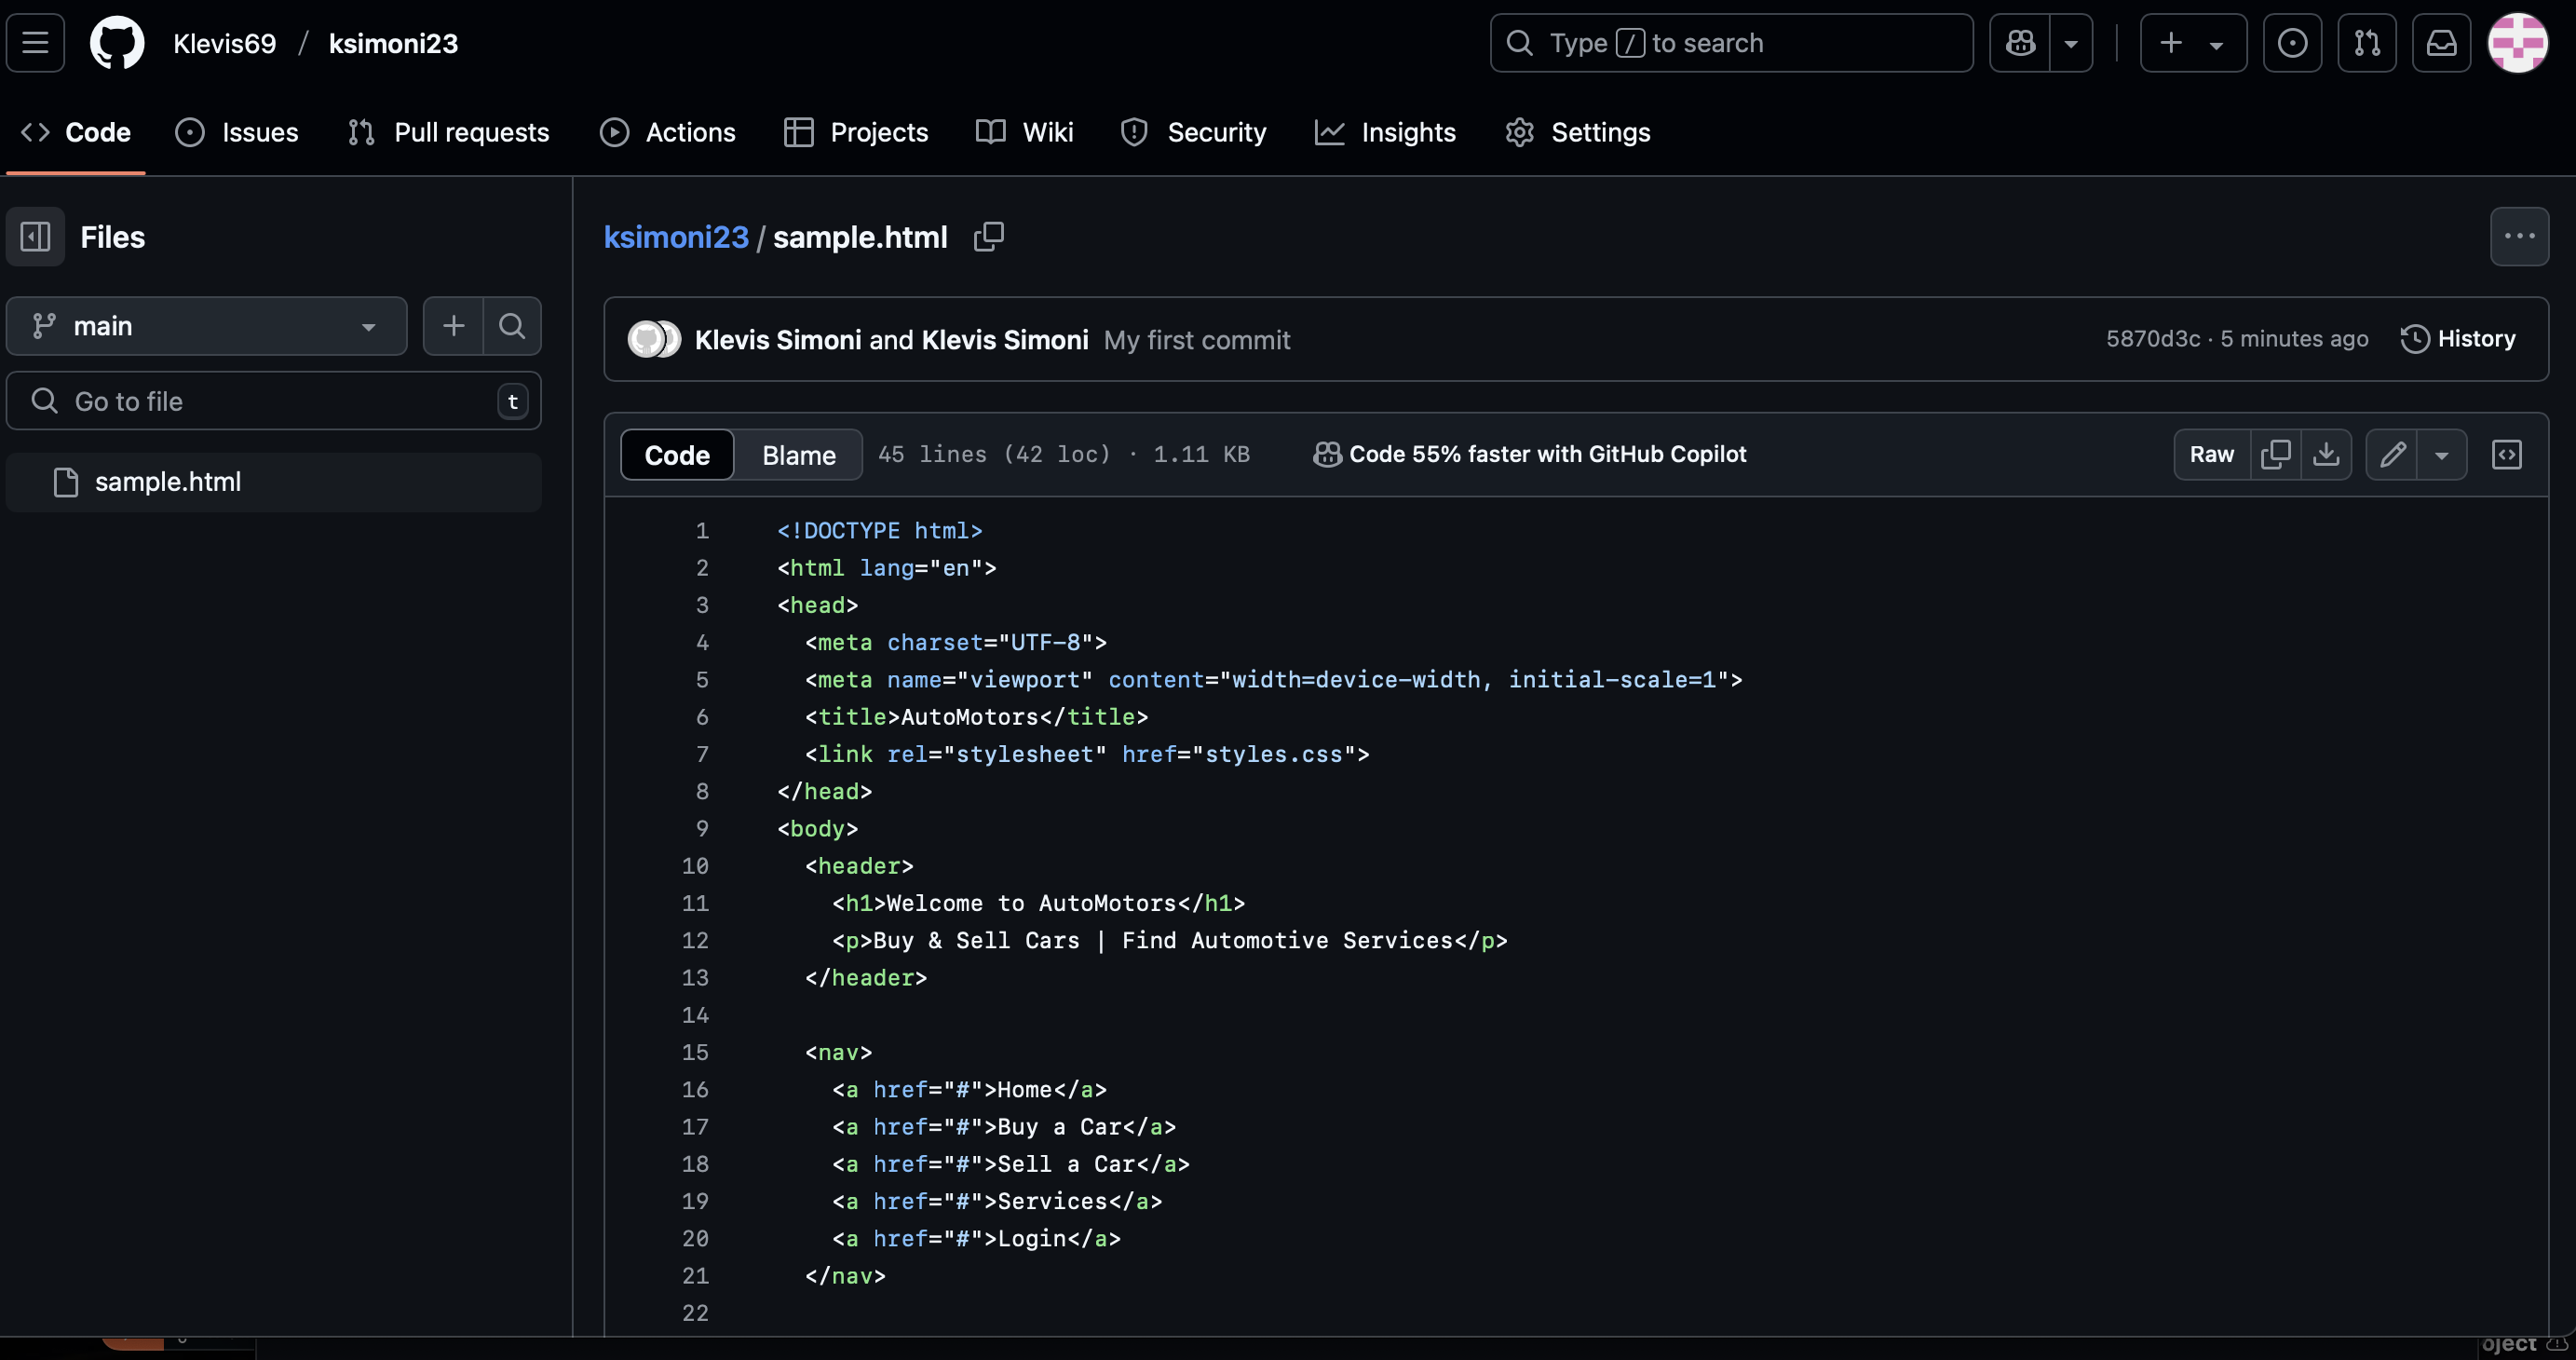 Klevis69 / ksimoni23
Type / to search
Code
Issues
Pull requests
Actions
Projects
Wiki
Security
Insights
Settings
Files
main
Go to file
t
sample.html
ksimoni23 / sample.html
Klevis Simoni and Klevis Simoni My first commit
5870d3c · 5 minutes ago
History
Code
Blame
45 lines (42 loc) · 1.11 KB
Code 55% faster with GitHub Copilot
Raw
1 <!DOCTYPE html>
2 <html lang="en">
3 <head>
4 <meta charset="UTF-8">
5 <meta name="viewport" content="width=device-width, initial-scale=1">
6 <title>AutoMotors</title>
7 <link rel="stylesheet" href="styles.css">
8 </head>
9 <body>
10 <header>
11 <h1>Welcome to AutoMotors</h1>
12 <p>Buy & Sell Cars | Find Automotive Services</p>
13 </header>
14
15 <nav>
16 <a href="#">Home</a>
17 <a href="#">Buy a Car</a>
18 <a href="#">Sell a Car</a>
19 <a href="#">Services</a>
20 <a href="#">Login</a>
21 </nav>
22
oject